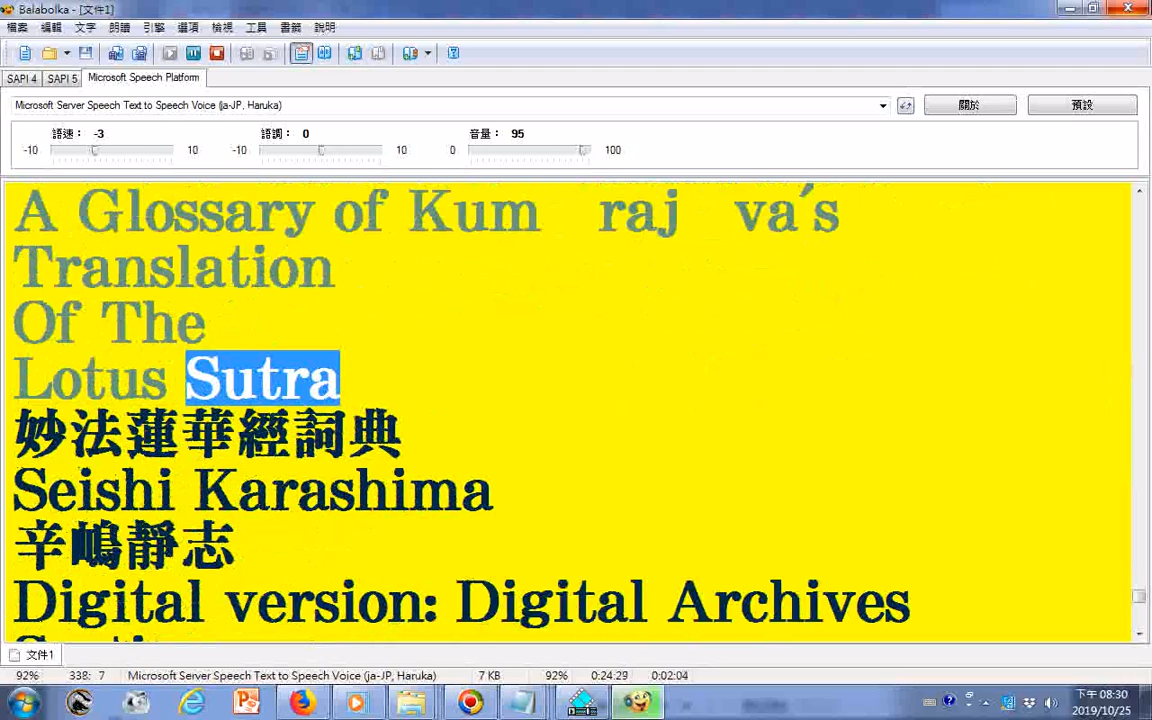 Balabolka - [文件1]
檔案 編輯 文字 朗讀 引擎 選項 檢視 工具 書籤 說明
SAPI 4 SAPI 5 Microsoft Speech Platform
Microsoft Server Speech Text to Speech Voice (ja-JP, Haruka) 關於 預設
語速: -3 語調: 0 音量: 95
-10 10 -10 10 0 100
A Glossary of Kum raj va's
Translation
Of The
Lotus Sutra
妙法蓮華經詞典
Seishi Karashima
辛嶋靜志
Digital version: Digital Archives
文件1
92% 338: 7 Microsoft Server Speech Text to Speech Voice (ja-JP, Haruka) 7 KB 92% 0:24:29 0:02:04
下午 08:30
2019/10/25